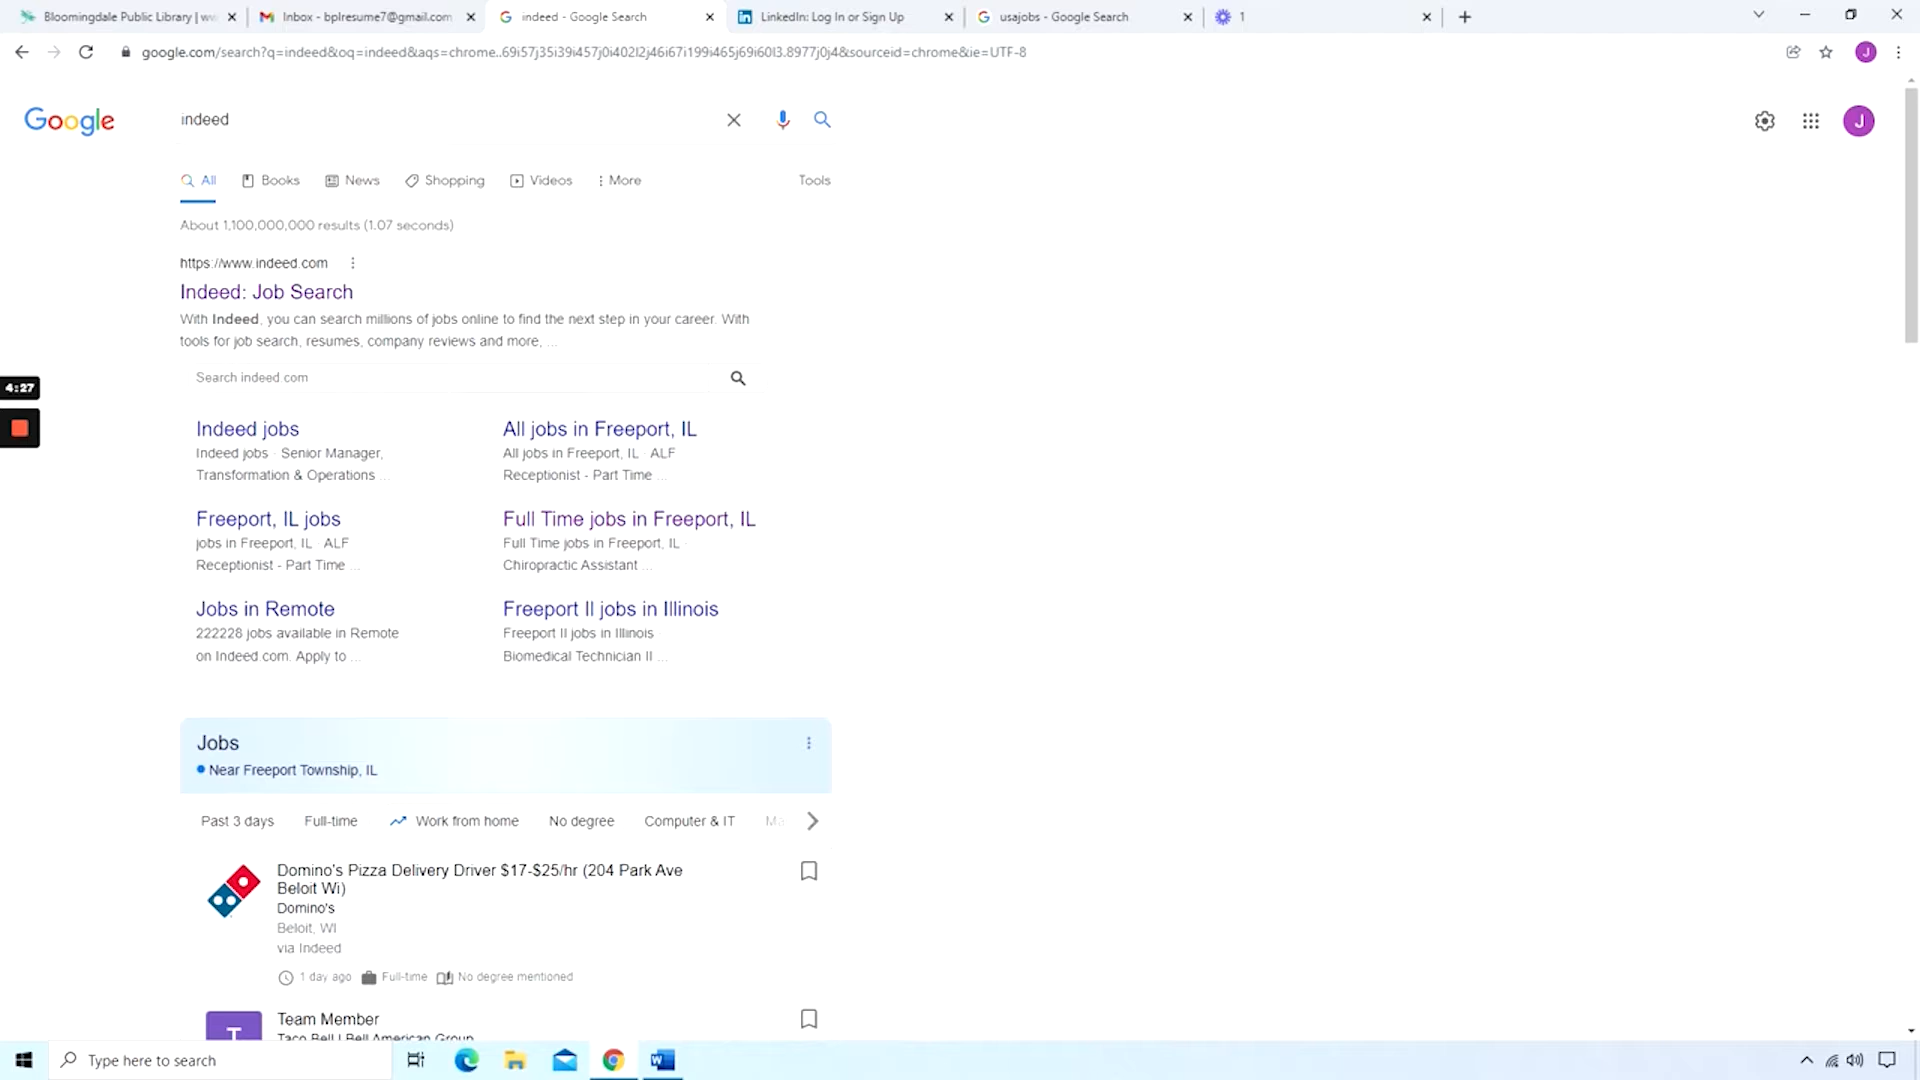 Bloomingdale Public Library | ww
Inbox - bplresume7@gmail.com
indeed - Google Search
LinkedIn: Log In or Sign Up
usajobs - Google Search
1
google.com/search?q=indeed&oq=indeed&aqs=chrome..69i57j35i39i457j0i402l2j46i67i199i465j69i60l3.8977j0j4&sourceid=chrome&ie=UTF-8
J
Google
indeed
J
All
Books
News
Shopping
Videos
More
Tools
About 1,100,000,000 results (1.07 seconds)
https://www.indeed.com
Indeed: Job Search
With Indeed, you can search millions of jobs online to find the next step in your career. With
tools for job search, resumes, company reviews and more, ...
Search indeed.com
4:27
Indeed jobs
Indeed jobs · Senior Manager,
Transformation & Operations ...
All jobs in Freeport, IL
All jobs in Freeport, IL · ALF
Receptionist - Part Time ...
Freeport, IL jobs
jobs in Freeport, IL · ALF
Receptionist - Part Time ...
Full Time jobs in Freeport, IL
Full Time jobs in Freeport, IL ·
Chiropractic Assistant ...
Jobs in Remote
222228 jobs available in Remote
on Indeed.com. Apply to ...
Freeport II jobs in Illinois
Freeport II jobs in Illinois
Biomedical Technician II ...
Jobs
Near Freeport Township, IL
Past 3 days
Full-time
Work from home
No degree
Computer & IT
Ma
Domino's Pizza Delivery Driver $17-$25/hr (204 Park Ave
Beloit Wi)
Domino's
Beloit, WI
via Indeed
1 day ago
Full-time
No degree mentioned
T
Team Member
Taco Bell | Bell American Group
Type here to search